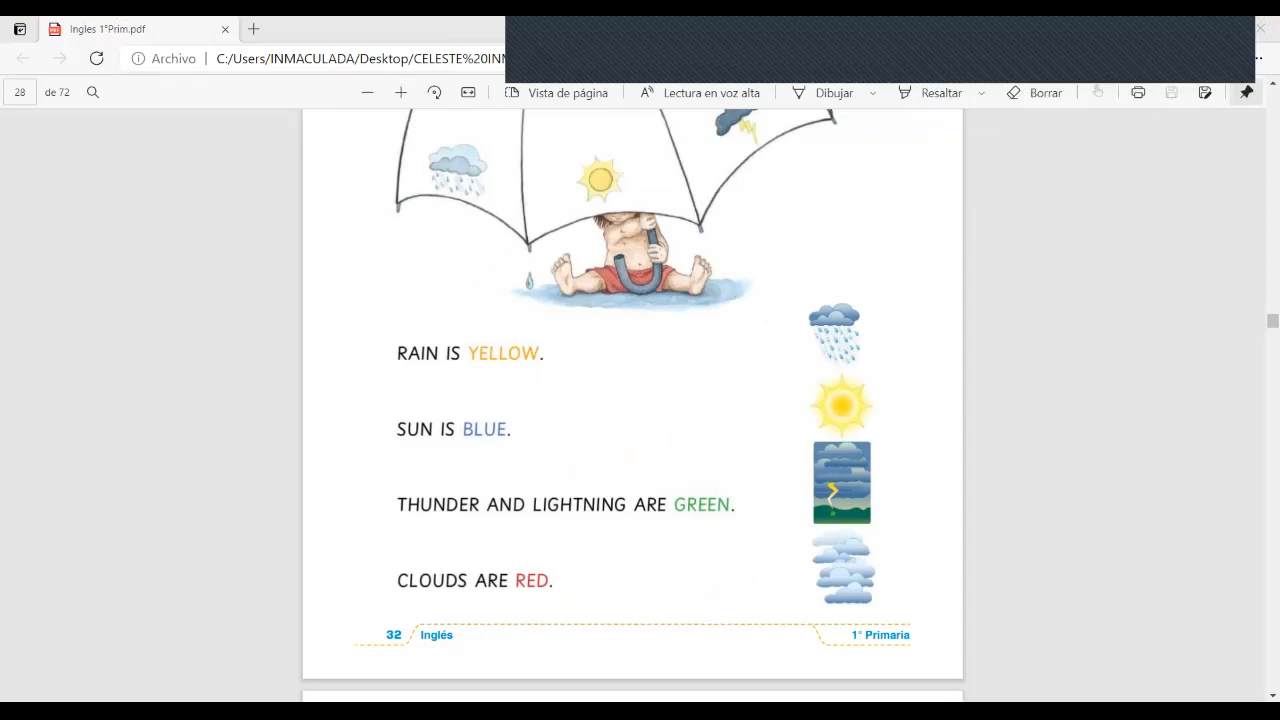 Ingles 1°Prim.pdf
Archivo
C:/Users/INMACULADA/Desktop/CELESTE%20INM
28 de 72
Vista de página
Lectura en voz alta
Dibujar
Resaltar
Borrar
RAIN IS YELLOW.
SUN IS BLUE.
THUNDER AND LIGHTNING ARE GREEN.
CLOUDS ARE RED.
32 Inglés
1° Primaria